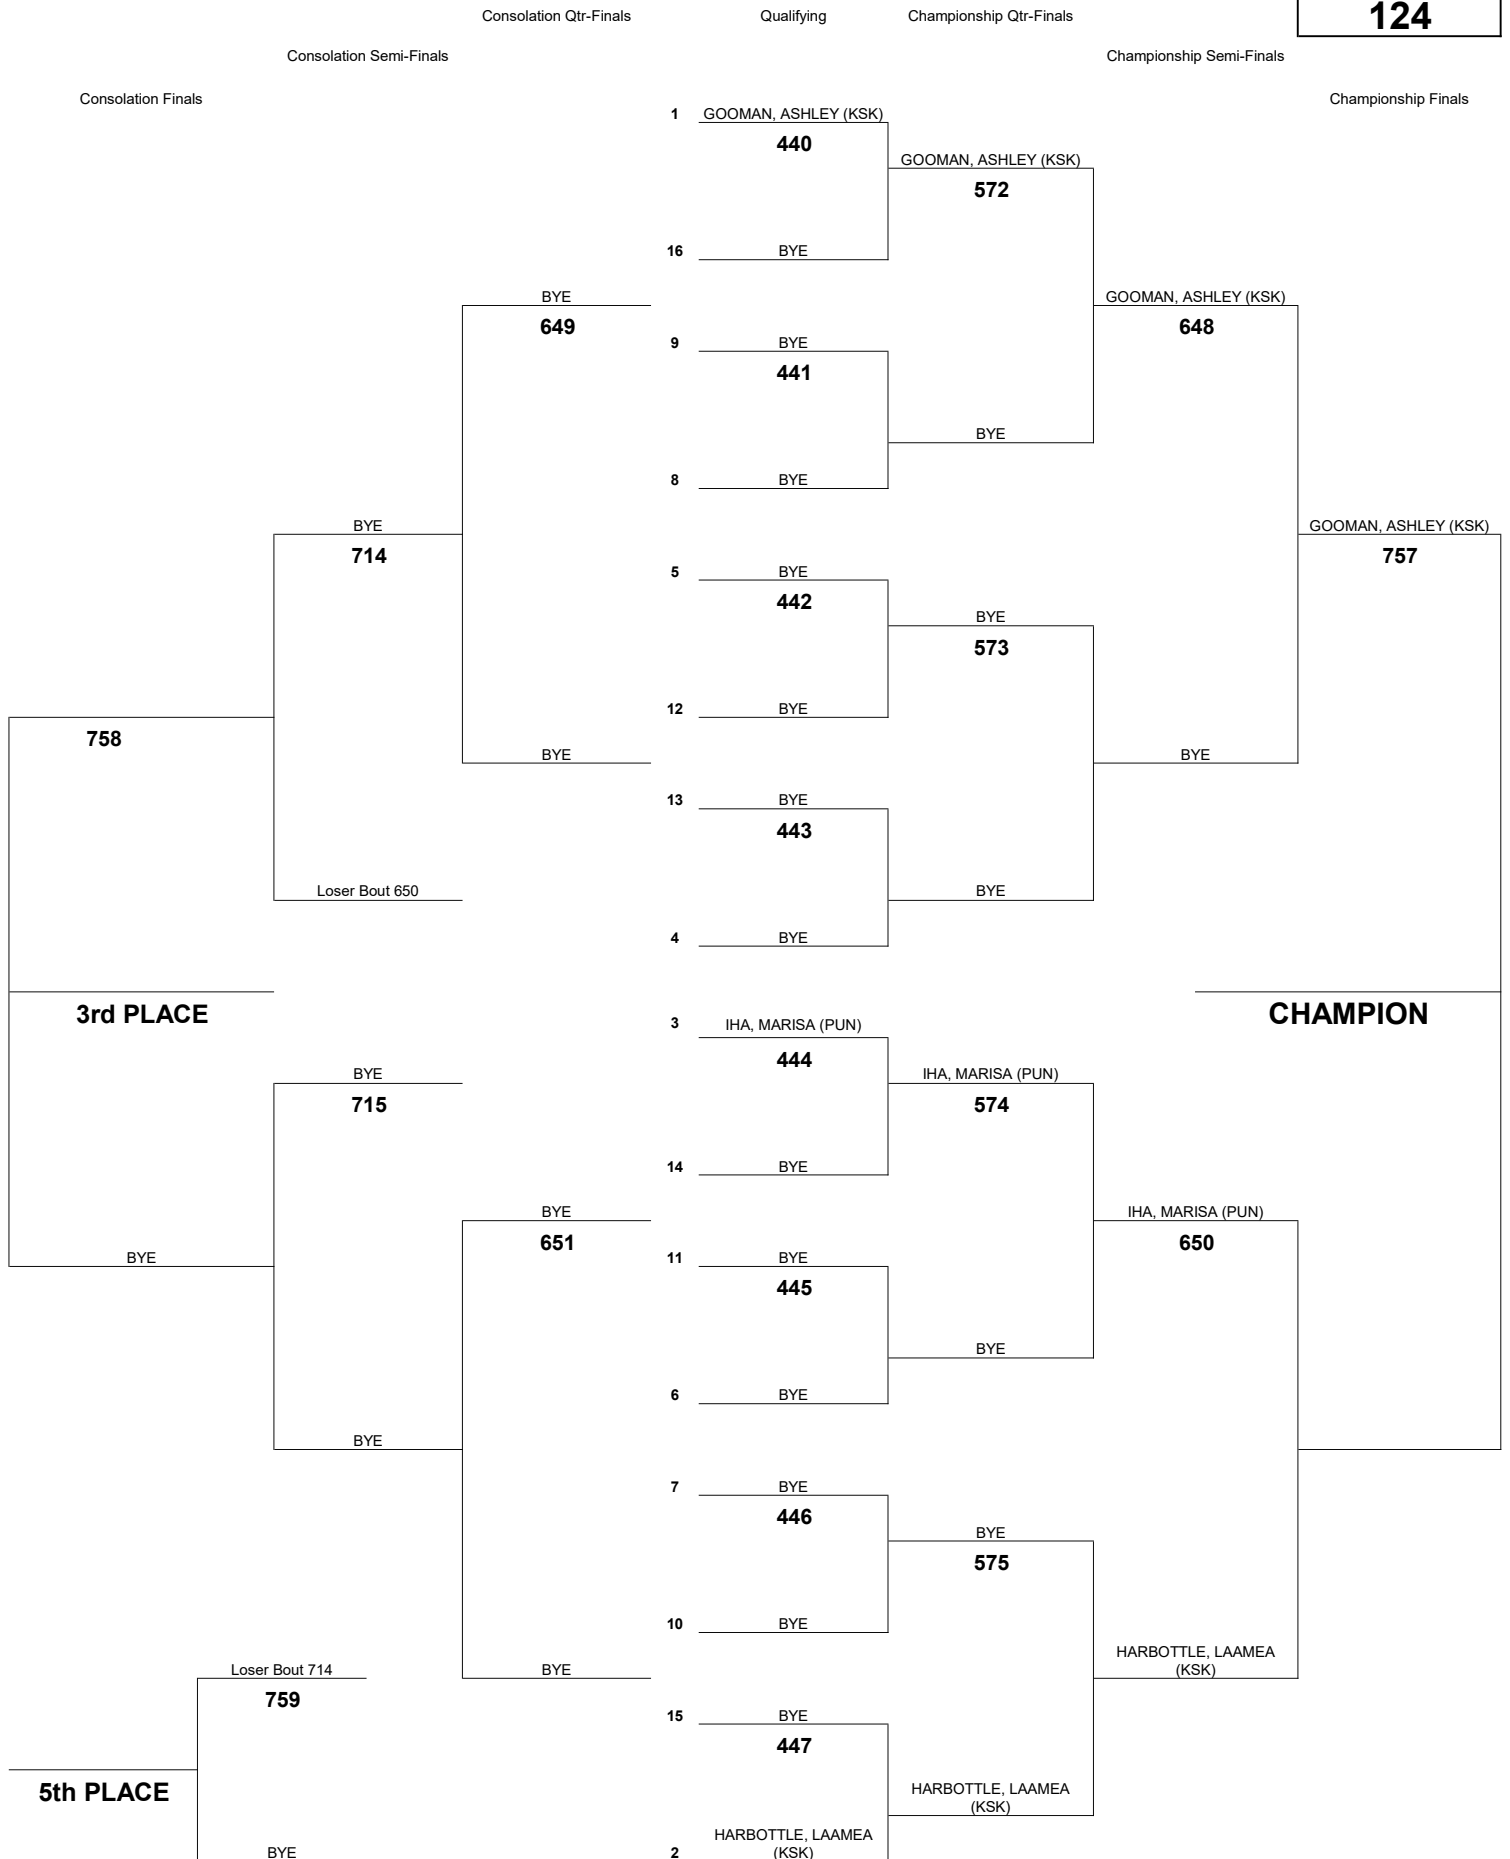 124
Consolation Qtr-Finals
Qualifying
Championship Qtr-Finals
Consolation Semi-Finals
Championship Semi-Finals
Consolation Finals
Championship Finals
1 GOOMAN, ASHLEY (KSK)
440
GOOMAN, ASHLEY (KSK)
572
16 BYE
BYE
GOOMAN, ASHLEY (KSK)
649
648
9 BYE
441
BYE
8 BYE
BYE
GOOMAN, ASHLEY (KSK)
714
757
5 BYE
442
BYE
573
12 BYE
758
BYE
BYE
13 BYE
443
Loser Bout 650
BYE
4 BYE
3rd PLACE
CHAMPION
3 IHA, MARISA (PUN)
444
BYE
IHA, MARISA (PUN)
715
574
14 BYE
BYE
IHA, MARISA (PUN)
651
650
BYE
11 BYE
445
BYE
6 BYE
BYE
7 BYE
446
BYE
575
10 BYE
HARBOTTLE, LAAMEA
(KSK)
Loser Bout 714
BYE
759
15 BYE
447
5th PLACE
HARBOTTLE, LAAMEA
(KSK)
HARBOTTLE, LAAMEA
BYE
2 (KSK)